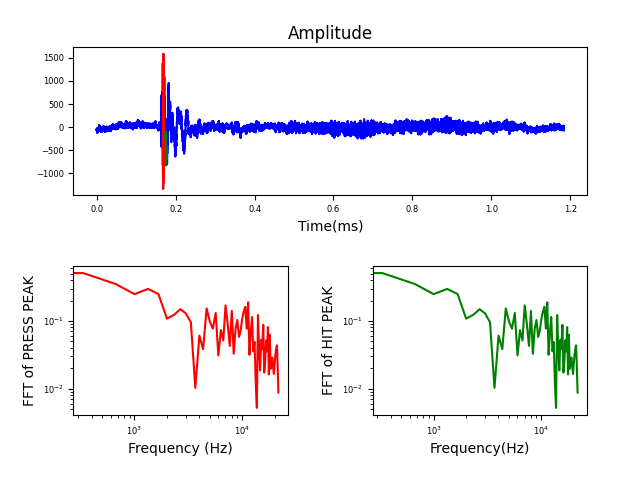 Amplitude
1500
1000
500
0
−500
−1000
0.0 0.2 0.4 0.6 0.8 1.0 1.2
Time(ms)
FFT of PRESS PEAK
10⁻¹
10⁻²
10³ 10⁴
Frequency (Hz)
FFT of HIT PEAK
10⁻¹
10⁻²
10³ 10⁴
Frequency(Hz)